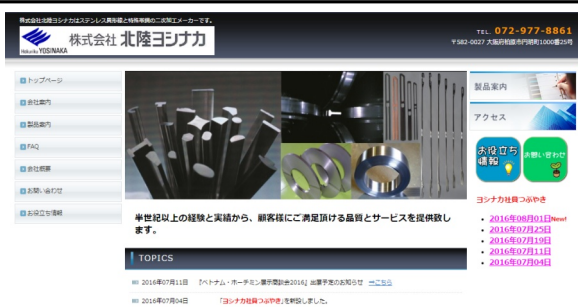 株式会社北陸ヨシナカはステンレス異形線と特殊帯鋼の二次加工メーカーです。
Hokuriku YOSINAKA
株式会社 北陸ヨシナカ
TEL. 072-977-8861
〒582-0027 大阪府柏原市円明町1000番25号
トップページ
会社案内
製品案内
FAQ
会社概要
お問い合わせ
お役立ち情報
製品案内
アクセス
お役立ち
情報
お問い合わせ
半世紀以上の経験と実績から、顧客様にご満足頂ける品質とサービスを提供致し
ます。
ヨシナカ社員つぶやき
2016年08月01日New!
2016年07月25日
2016年07月19日
2016年07月11日
2016年07月04日
TOPICS
2016年07月11日 『ベトナム・ホーチミン展示商談会2016』出展予定のお知らせ ⇒こちら
2016年07月04日 「ヨシナカ社員つぶやき」を新設しました。